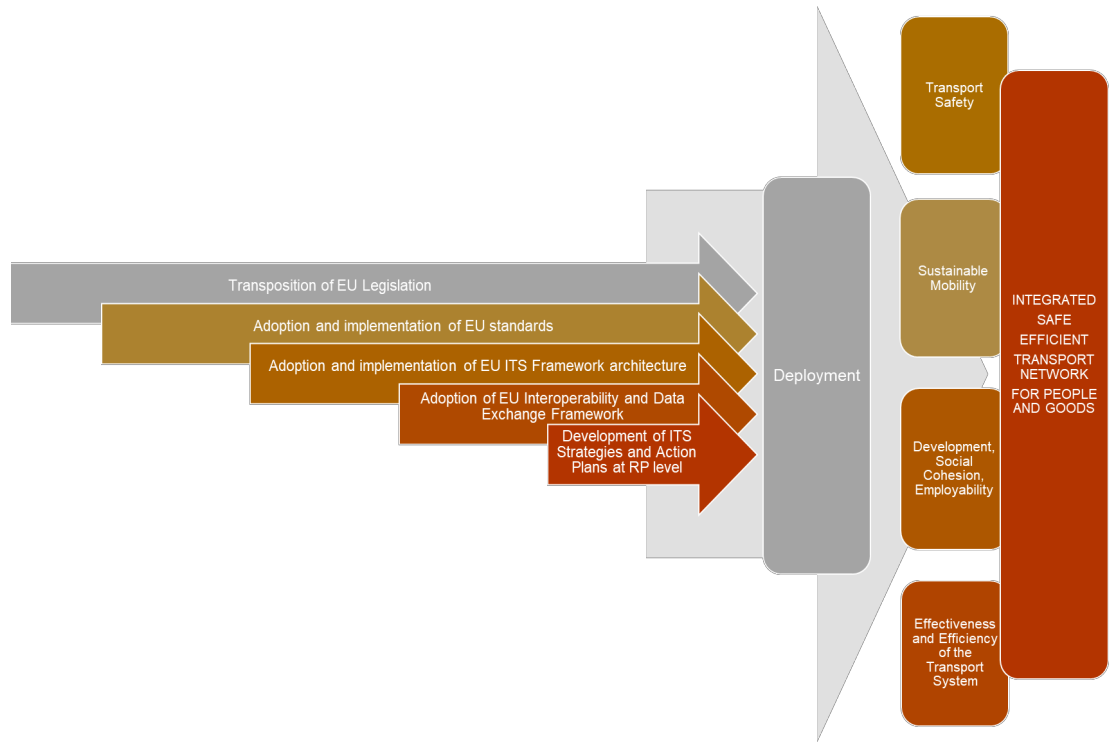 Transposition of EU Legislation
Adoption and implementation of EU standards
Adoption and implementation of EU ITS Framework architecture
Adoption of EU Interoperability and Data
Exchange Framework
Development of ITS
Strategies and Action
Plans at RP level
Deployment
Transport
Safety
Sustainable
Mobility
Development,
Social
Cohesion,
Employability
Effectiveness
and Efficiency
of the
Transport
System
INTEGRATED
SAFE
EFFICIENT
TRANSPORT
NETWORK
FOR PEOPLE
AND GOODS